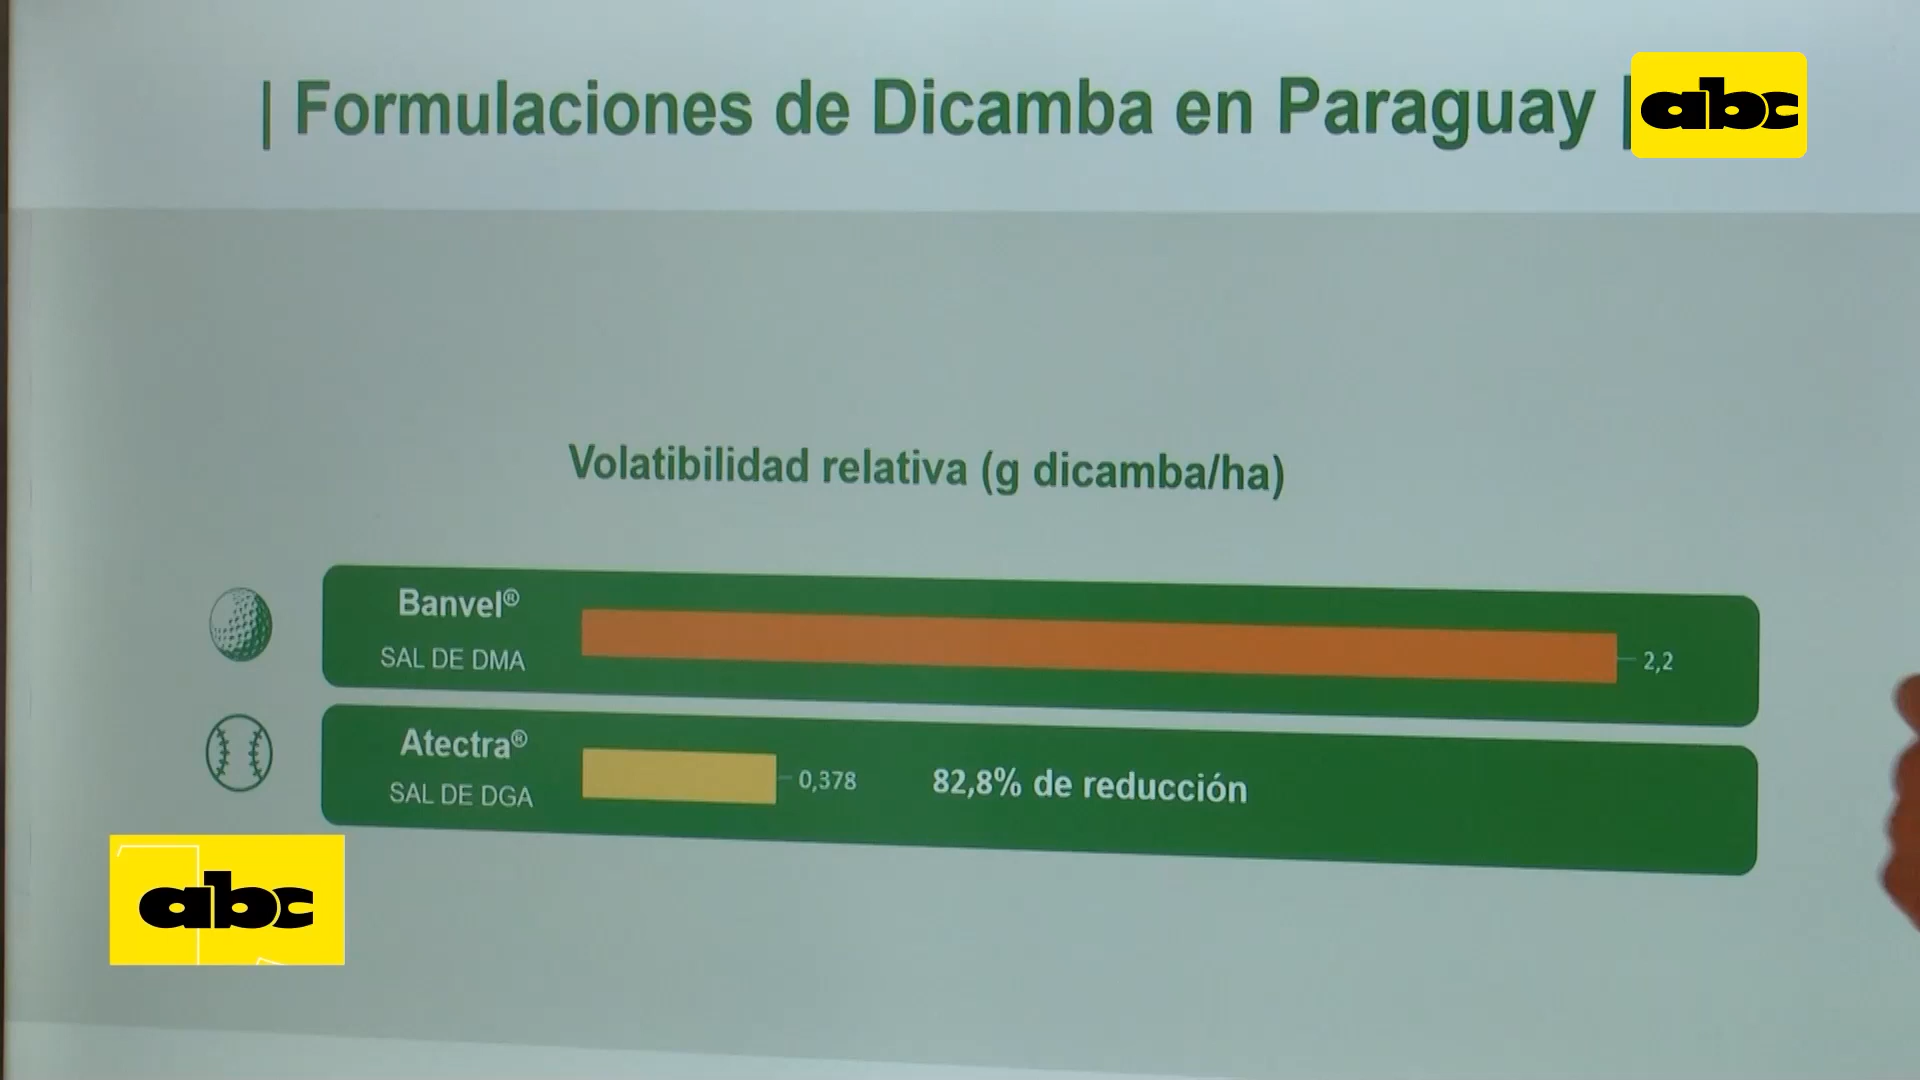 | Formulaciones de Dicamba en Paraguay |
abc
Volatibilidad relativa (g dicamba/ha)
Banvel®
SAL DE DMA
2,2
Atectra®
SAL DE DGA
0,378
82,8% de reducción
abc